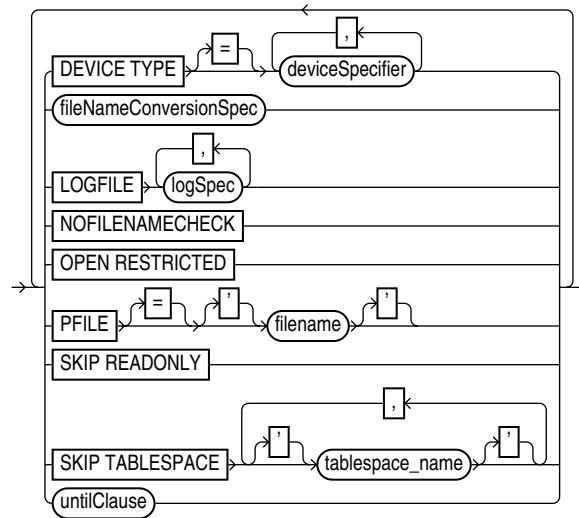 = ,
DEVICE TYPE deviceSpecifier
fileNameConversionSpec
,
LOGFILE logSpec
NOFILENAMECHECK
OPEN RESTRICTED
= ' '
PFILE filename
SKIP READONLY
,
' '
SKIP TABLESPACE tablespace_name
untilClause